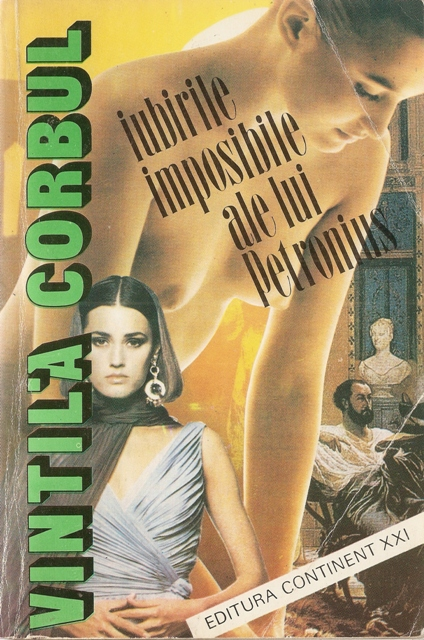 VINTILĂ CORBUL
iubirile
imposibile
ale lui
Petronius
EDITURA CONTINENT XXI